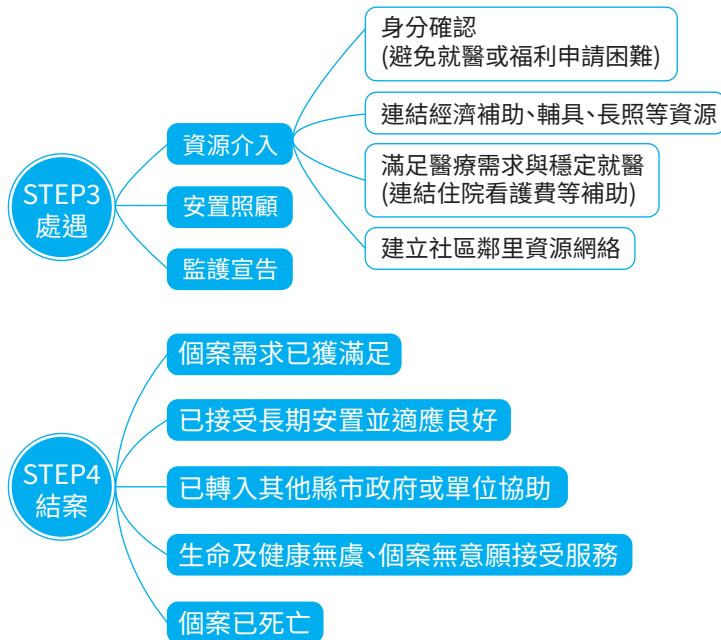 身分確認
(避免就醫或福利申請困難)
連結經濟補助、輔具、長照等資源
資源介入
滿足醫療需求與穩定就醫
(連結住院看護費等補助)
STEP3
處遇
安置照顧
建立社區鄰里資源網絡
監護宣告
個案需求已獲滿足
已接受長期安置並適應良好
STEP4
結案
已轉入其他縣市政府或單位協助
生命及健康無虞、個案無意願接受服務
個案已死亡